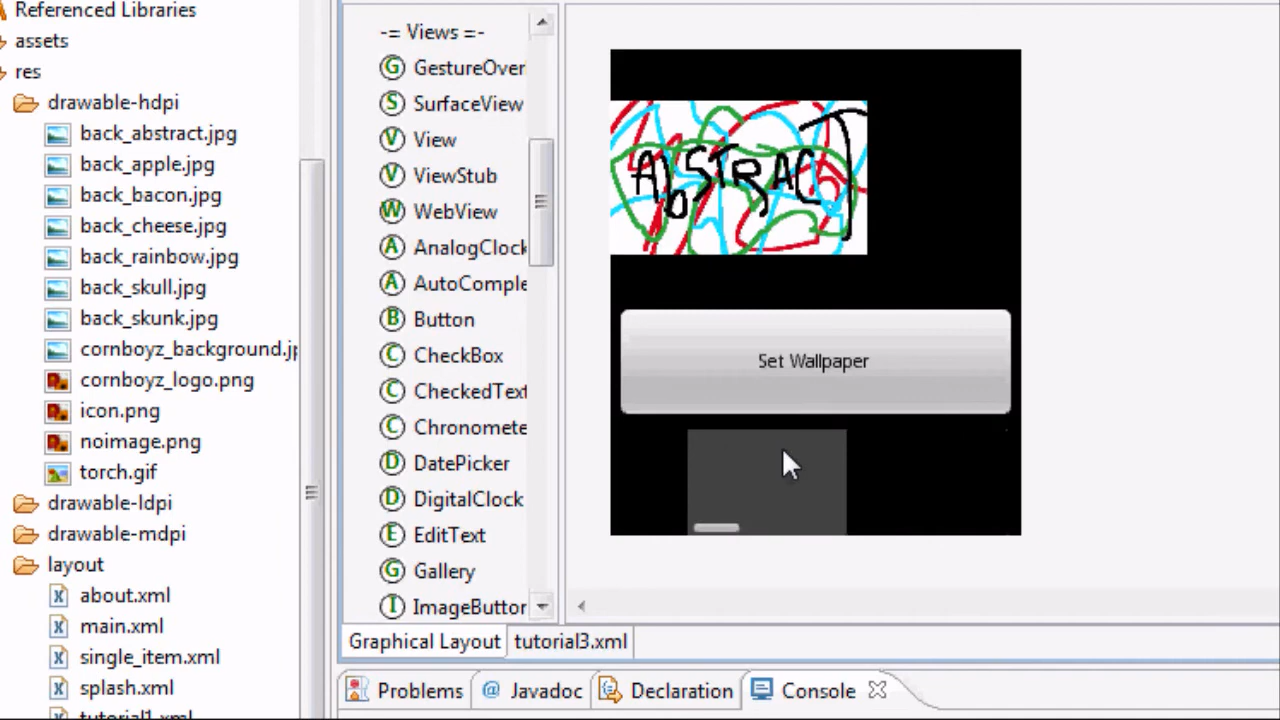 Referenced Libraries
assets
res
drawable-hdpi
back_abstract.jpg
back_apple.jpg
back_bacon.jpg
back_cheese.jpg
back_rainbow.jpg
back_skull.jpg
back_skunk.jpg
cornboyz_background.jp
cornboyz_logo.png
icon.png
noimage.png
torch.gif
drawable-ldpi
drawable-mdpi
layout
about.xml
main.xml
single_item.xml
splash.xml
tutorial1.xml
-= Views =-
G GestureOver
S SurfaceView
V View
V ViewStub
W WebView
A AnalogClock
A AutoComple
B Button
C CheckBox
C CheckedText
C Chronomete
D DatePicker
D DigitalClock
E EditText
G Gallery
I ImageButton
AbSTRACT
Set Wallpaper
Graphical Layout tutorial3.xml
Problems @ Javadoc Declaration Console